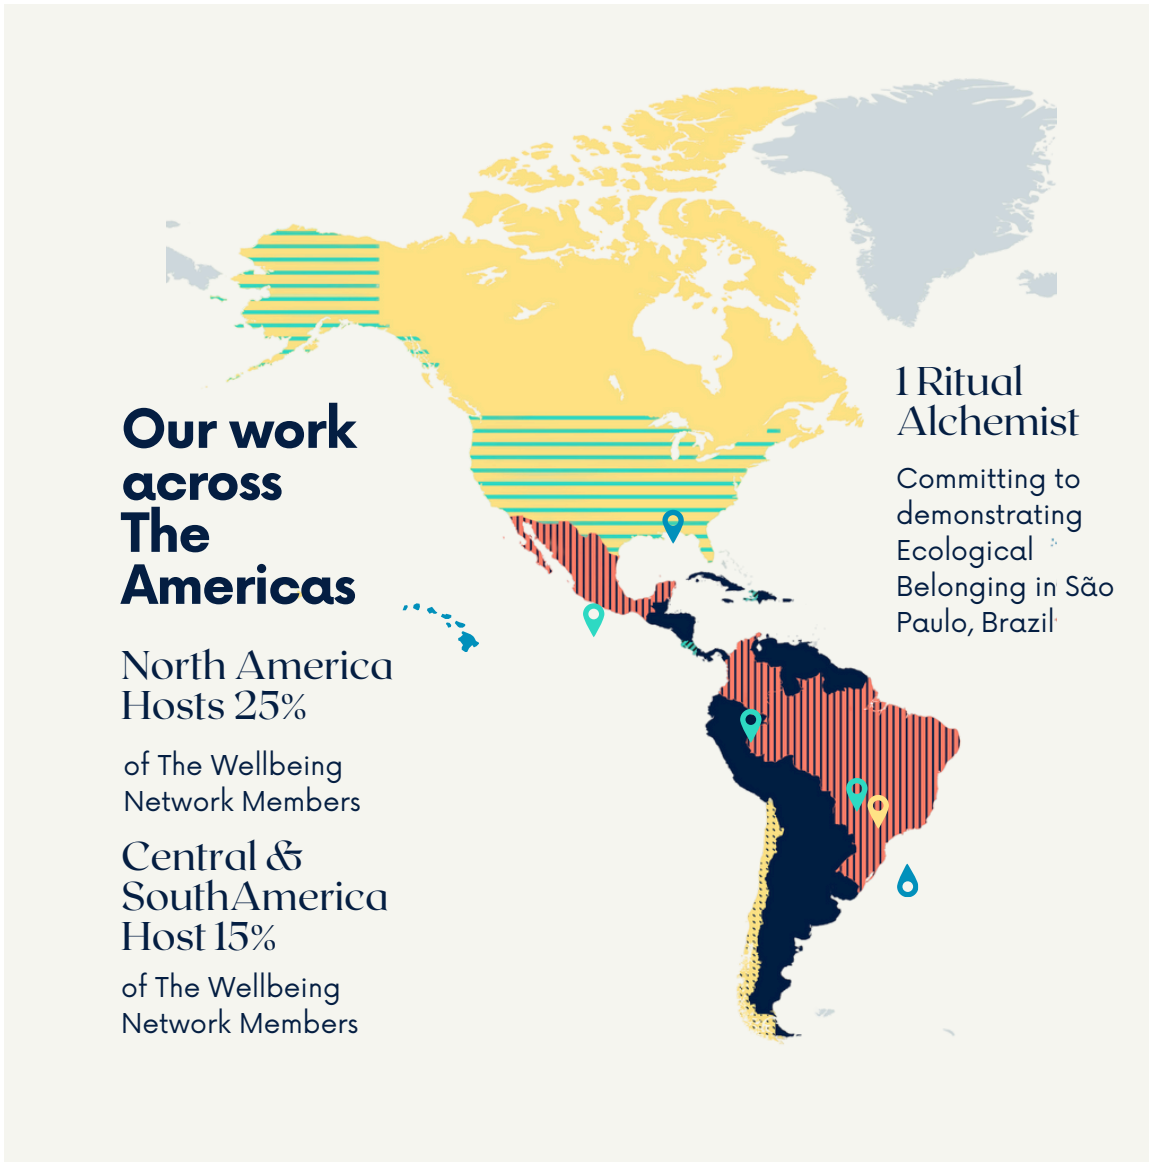 Our work
across
The
Americas
North America
Hosts 25%
of The Wellbeing
Network Members
Central &
SouthAmerica
Host 15%
of The Wellbeing
Network Members
1 Ritual
Alchemist
Committing to
demonstrating
Ecological
Belonging in São
Paulo, Brazil